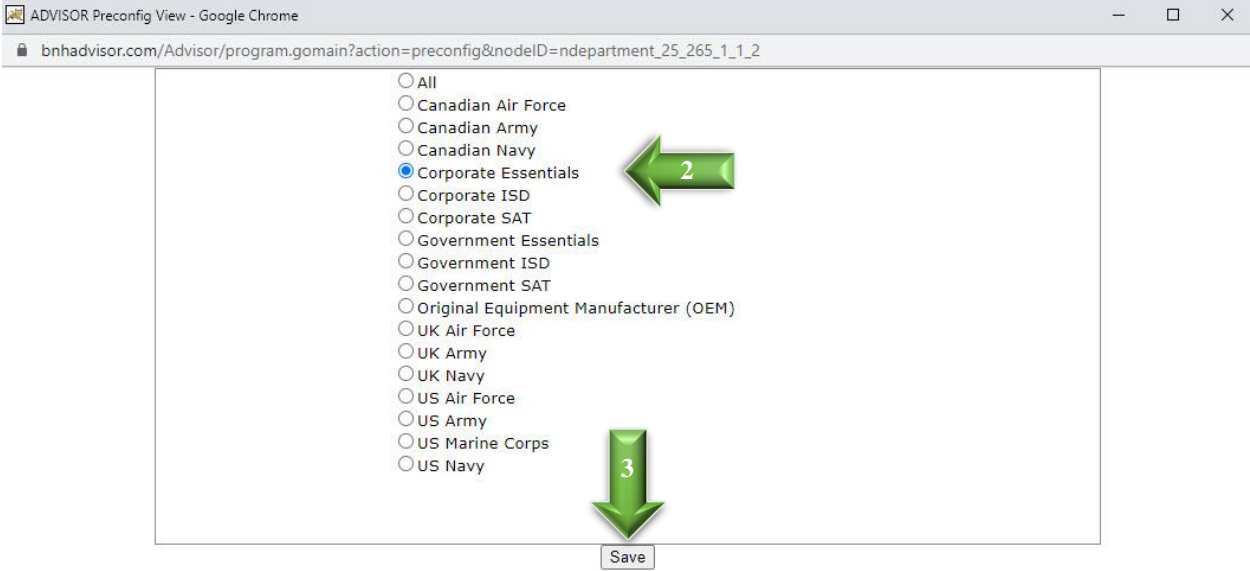 ADVISOR Preconfig View - Google Chrome
bnhadvisor.com/Advisor/program.gomain?action=preconfig&nodeID=ndepartment_25_265_1_1_2
All
Canadian Air Force
Canadian Army
Canadian Navy
Corporate Essentials 2
Corporate ISD
Corporate SAT
Government Essentials
Government ISD
Government SAT
Original Equipment Manufacturer (OEM)
UK Air Force
UK Army
UK Navy
US Air Force
US Army
US Marine Corps
US Navy 3
Save